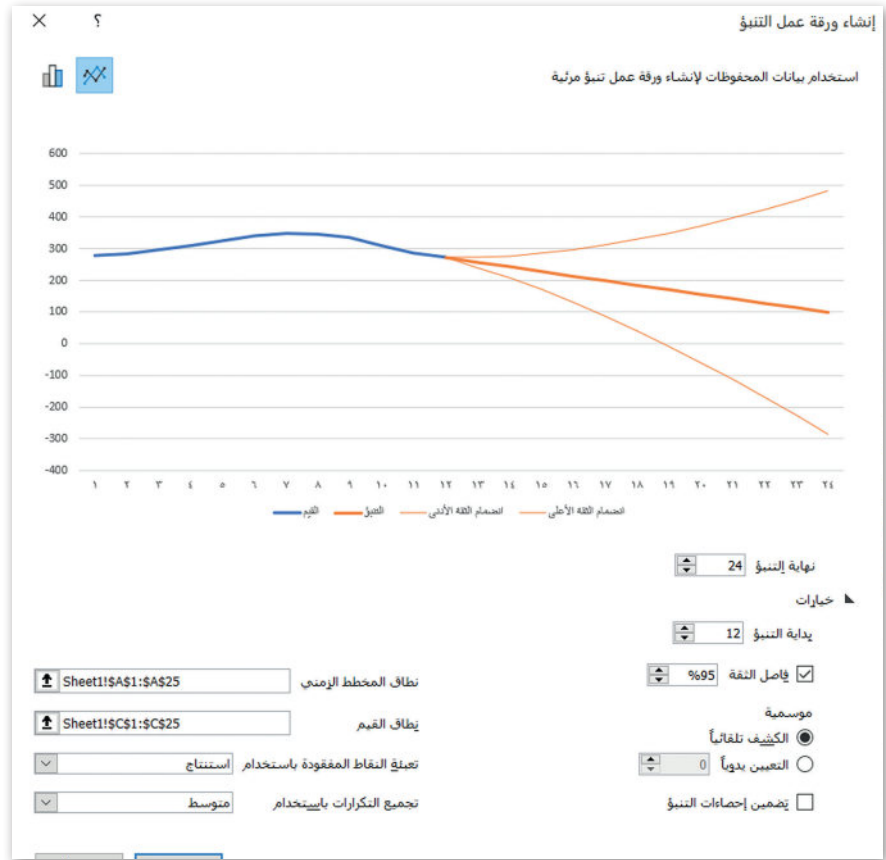 إنشاء ورقة عمل التنبؤ
؟
استخدام بيانات المحفوظات لإنشاء ورقة عمل تنبؤ مرئية
600
500
400
300
200
100
0
-100
-200
-300
-400
١ ٢ ٣ ٤ ٥ ٦ ٧ ٨ ٩ ١٠ ١١ ١٢ ١٣ ١٤ ١٥ ١٦ ١٧ ١٨ ١٩ ٢٠ ٢١ ٢٢ ٢٣ ٢٤
القيم التنبؤ انضمام الثقة الأدنى انضمام الثقة الأعلى
نهاية التنبؤ 24
خيارات
بداية التنبؤ 12
فاصل الثقة %95
موسمية
الكشف تلقائياً
التعيين يدوياً 0
تضمين إحصاءات التنبؤ
نطاق المخطط الزمني Sheet1!$A$1:$A$25
نطاق القيم Sheet1!$C$1:$C$25
تعبئة النقاط المفقودة باستخدام استنتاج
تجميع التكرارات باستخدام متوسط